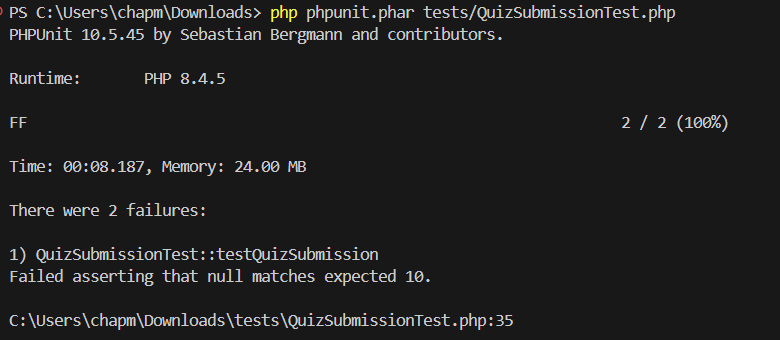 PS C:\Users\chapm\Downloads> php phpunit.phar tests/QuizSubmissionTest.php
PHPUnit 10.5.45 by Sebastian Bergmann and contributors.
Runtime:       PHP 8.4.5
FF                                                                  2 / 2 (100%)
Time: 00:08.187, Memory: 24.00 MB
There were 2 failures:
1) QuizSubmissionTest::testQuizSubmission
Failed asserting that null matches expected 10.
C:\Users\chapm\Downloads\tests\QuizSubmissionTest.php:35